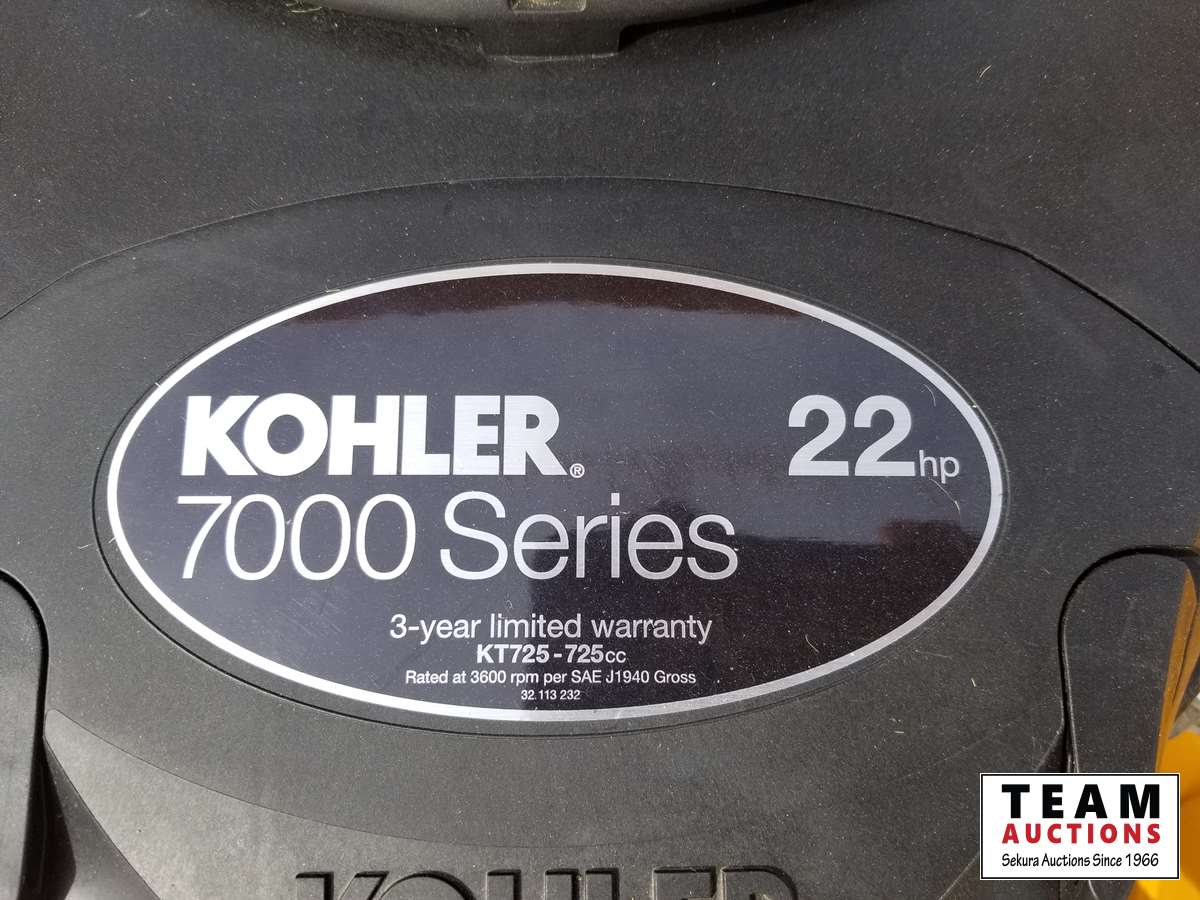 KOHLER®
22hp
7000 Series
3-year limited warranty
KT725-725cc
Rated at 3600 rpm per SAE J1940 Gross
32 113 232
KOHLER
TEAM
AUCTIONS
Sekura Auctions Since 1966